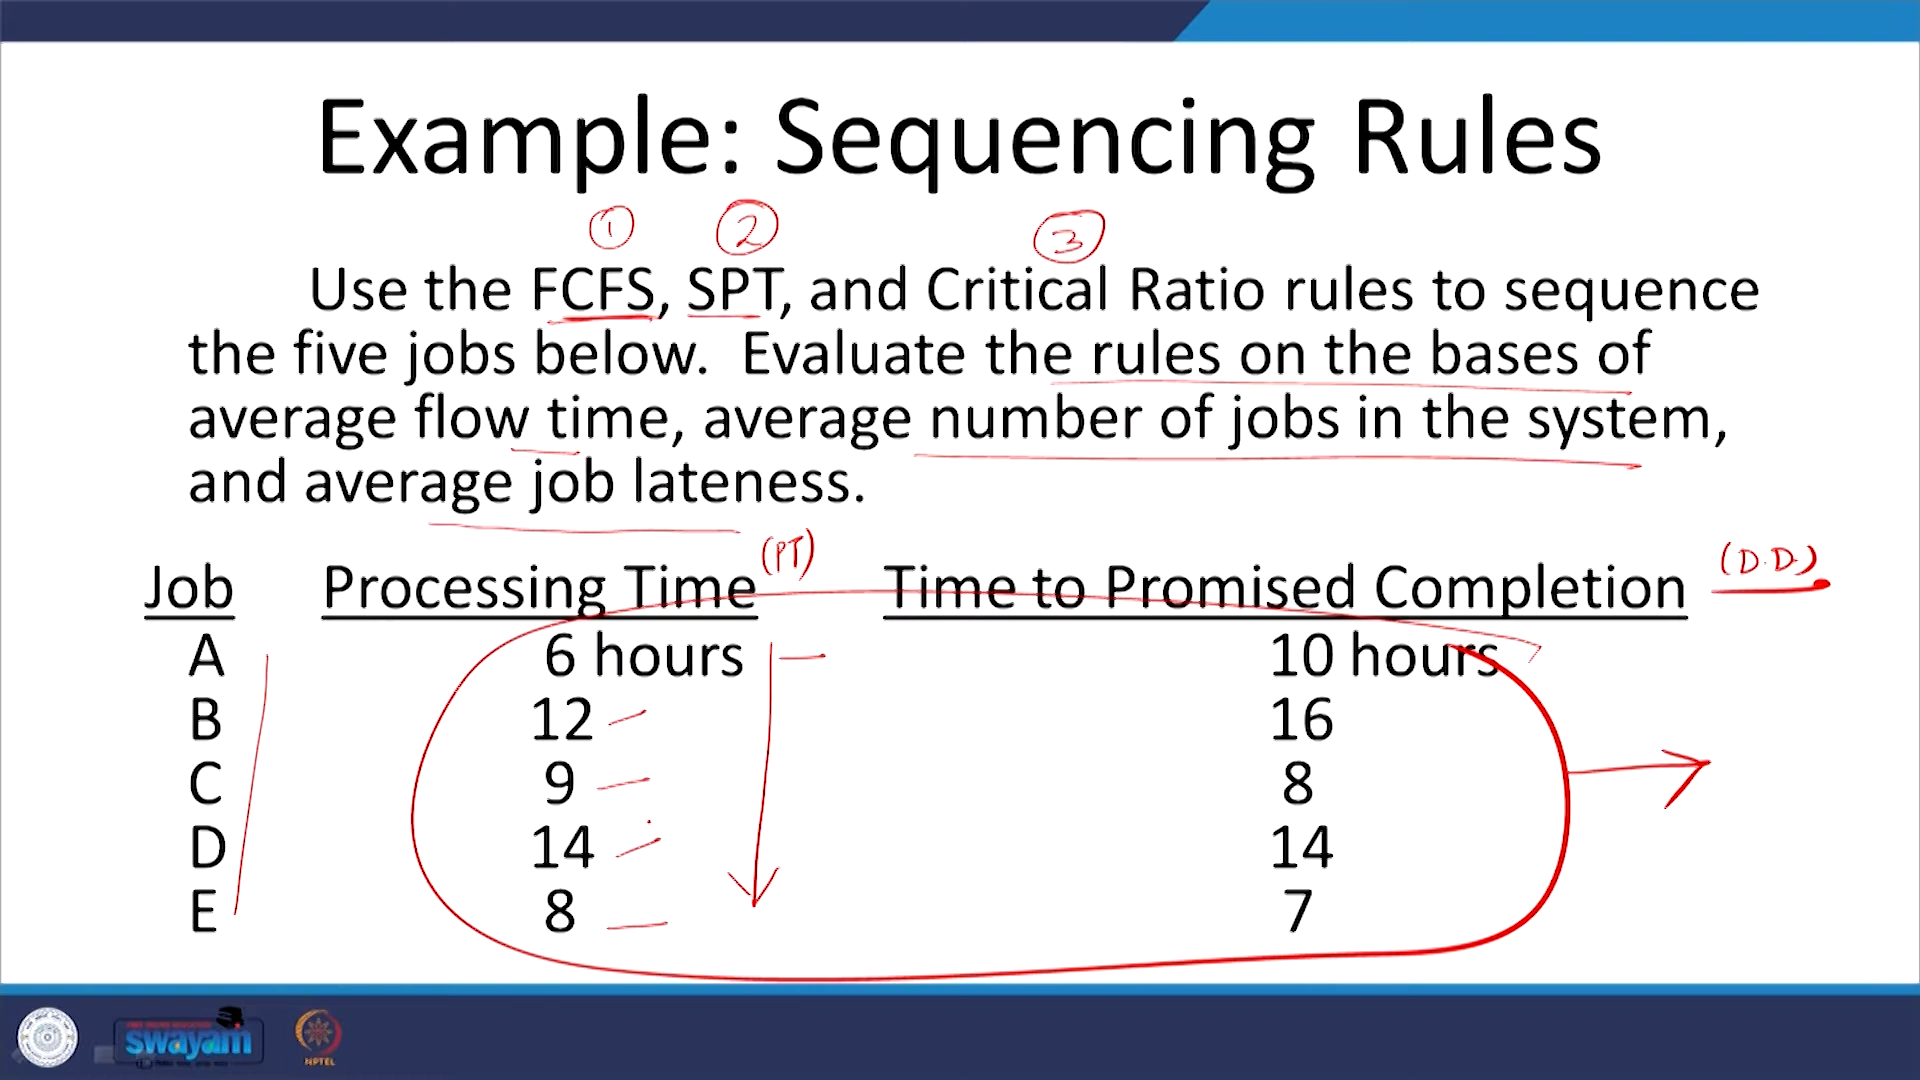 Example: Sequencing Rules
1 2 3
Use the FCFS, SPT, and Critical Ratio rules to sequence
the five jobs below. Evaluate the rules on the bases of
average flow time, average number of jobs in the system,
and average job lateness.
(PT) (D.D.)
Job Processing Time Time to Promised Completion
A 6 hours 10 hours
B 12 16
C 9 8
D 14 14
E 8 7
swayam NPTEL